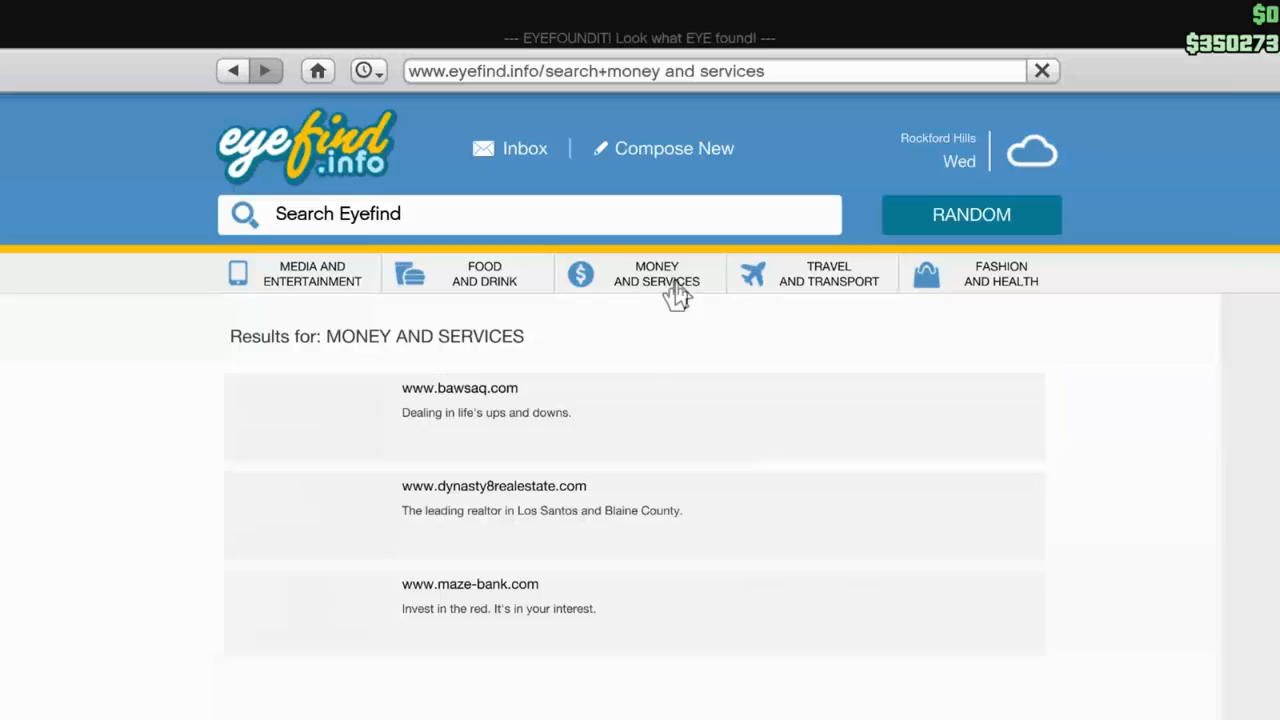 $0
--- EYEFOUNDIT! Look what EYE found! ---
$350273
www.eyefind.info/search+money and services
eyefind
.info
Inbox
Compose New
Rockford Hills
Wed
Search Eyefind
RANDOM
MEDIA AND
ENTERTAINMENT
FOOD
AND DRINK
MONEY
AND SERVICES
TRAVEL
AND TRANSPORT
FASHION
AND HEALTH
Results for: MONEY AND SERVICES
www.bawsaq.com
Dealing in life's ups and downs.
www.dynasty8realestate.com
The leading realtor in Los Santos and Blaine County.
www.maze-bank.com
Invest in the red. It's in your interest.